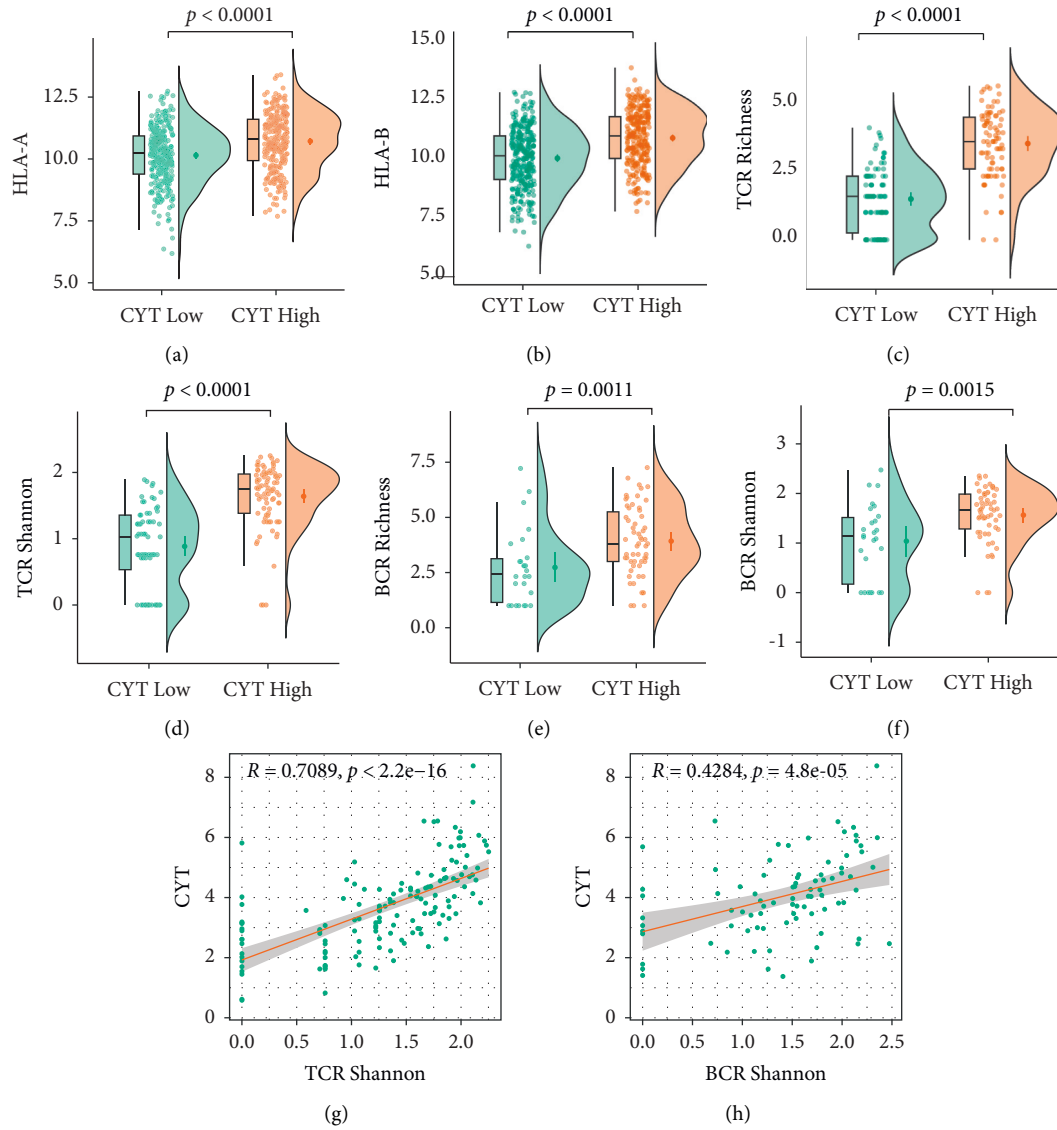 p < 0.0001
HLA-A
12.5
10.0
7.5
5.0
CYT Low
CYT High
(a)
p < 0.0001
HLA-B
15.0
12.5
10.0
7.5
5.0
CYT Low
CYT High
(b)
p < 0.0001
TCR Richness
5.0
2.5
0.0
CYT Low
CYT High
(c)
p < 0.0001
TCR Shannon
2
1
0
CYT Low
CYT High
(d)
p = 0.0011
BCR Richness
7.5
5.0
2.5
0.0
CYT Low
CYT High
(e)
p = 0.0015
BCR Shannon
3
2
1
0
-1
CYT Low
CYT High
(f)
R = 0.7089, p < 2.2e−16
CYT
8
6
4
2
0
0.0 0.5 1.0 1.5 2.0
TCR Shannon
(g)
R = 0.4284, p = 4.8e-05
CYT
8
6
4
2
0
0.0 0.5 1.0 1.5 2.0 2.5
BCR Shannon
(h)